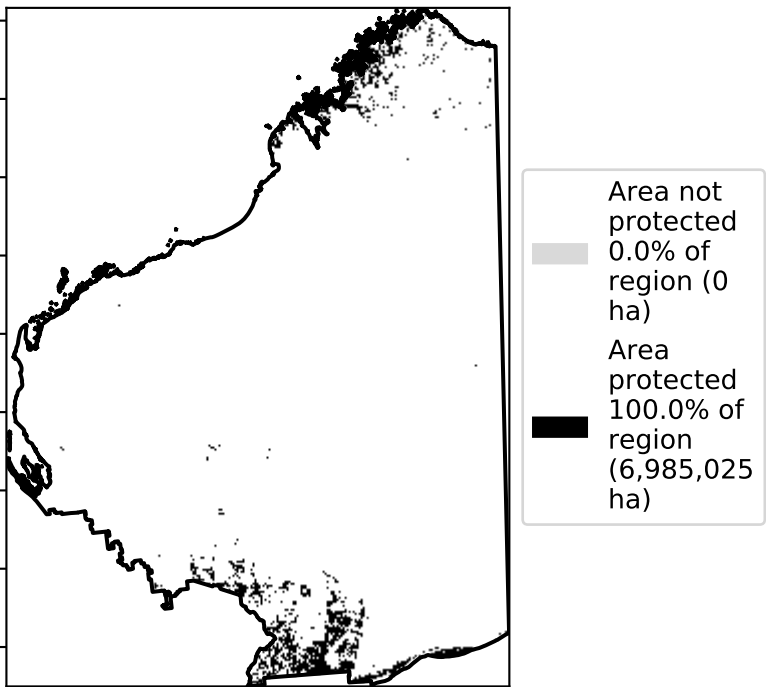 Area not
protected
0.0% of
region (0
ha)
Area
protected
100.0% of
region
(6,985,025
ha)